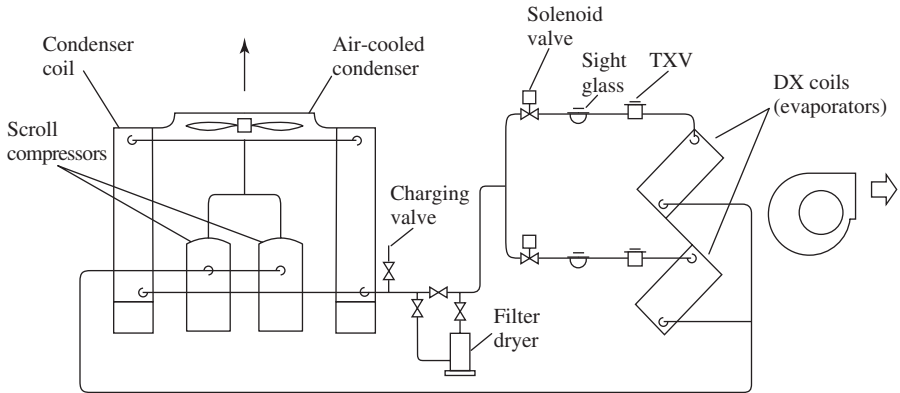 Solenoid
valve
Condenser
coil
Air-cooled
condenser
Sight
glass
TXV
DX coils
(evaporators)
Scroll
compressors
Charging
valve
Filter
dryer